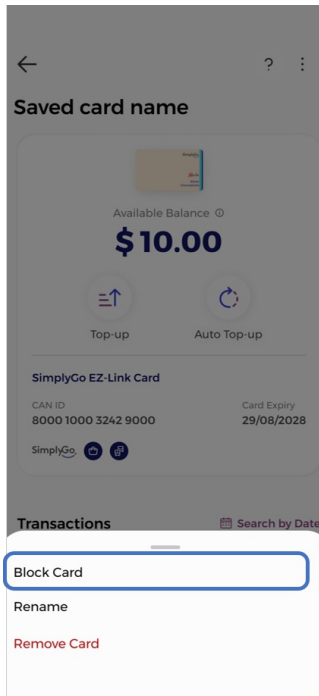 ?
Saved card name
SimplyGo
Available Balance
$10.00
Top-up Auto Top-up
SimplyGo EZ-Link Card
CAN ID Card Expiry
8000 1000 3242 9000 29/08/2028
SimplyGo
Transactions Search by Date
Block Card
Rename
Remove Card